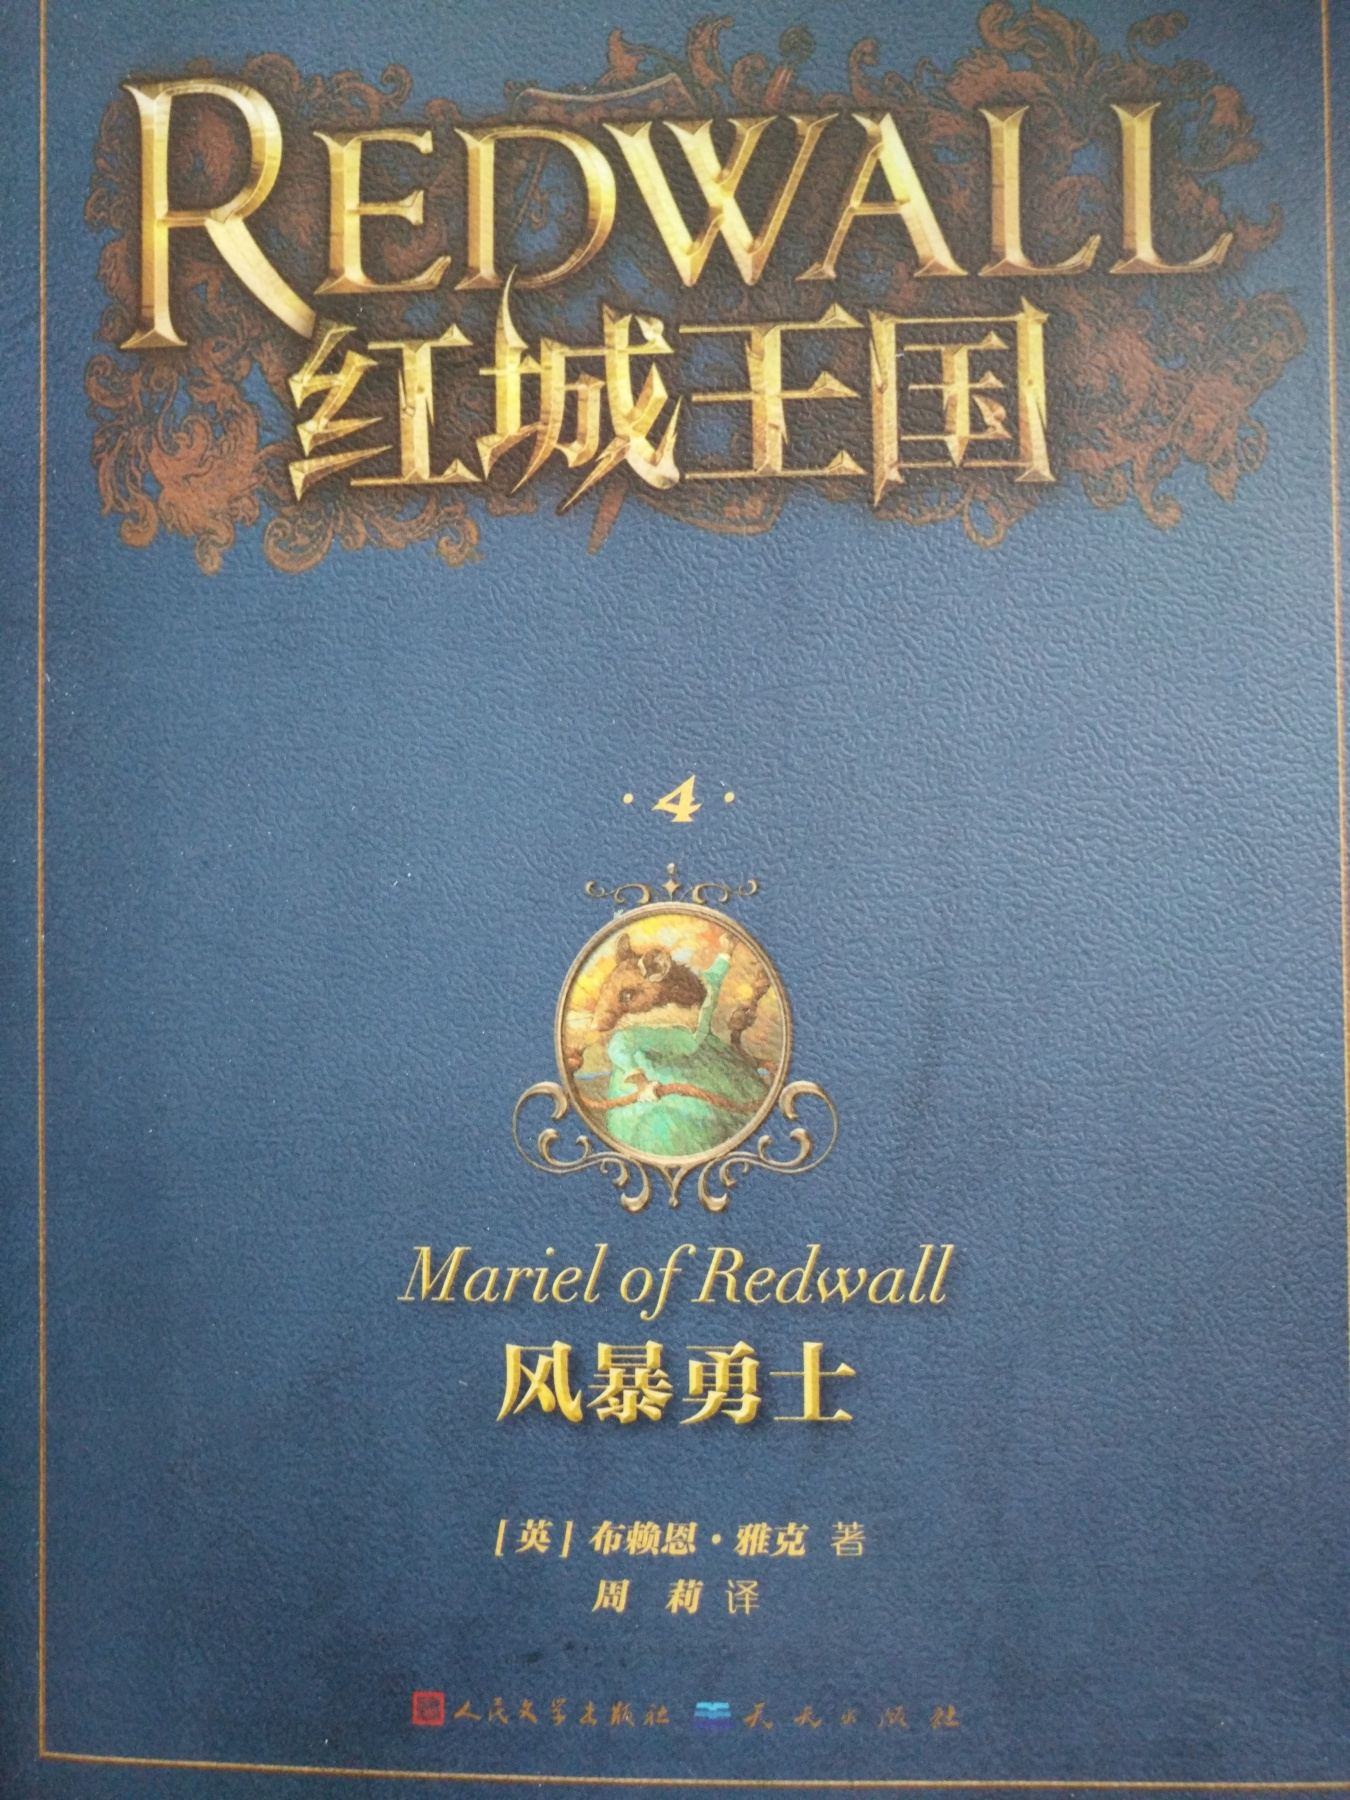 REDWALL
红城王国
·4·
Mariel of Redwall
风暴勇士
[英] 布赖恩·雅克 著
周 莉 译
人民文学出版社 天天出版社